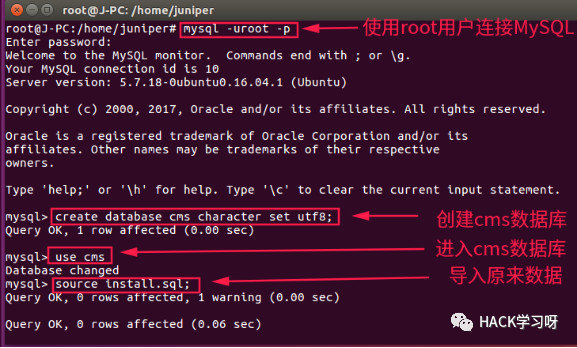 root@J-PC: /home/juniper
root@J-PC:/home/juniper# mysql -uroot -p
使用root用户连接MySQL
Enter password:
Welcome to the MySQL monitor.  Commands end with ; or \g.
Your MySQL connection id is 10
Server version: 5.7.18-0ubuntu0.16.04.1 (Ubuntu)
Copyright (c) 2000, 2017, Oracle and/or its affiliates. All rights reserved.
Oracle is a registered trademark of Oracle Corporation and/or its
affiliates. Other names may be trademarks of their respective
owners.
Type 'help;' or '\h' for help. Type '\c' to clear the current input statement.
mysql> create database cms character set utf8;
创建cms数据库
Query OK, 1 row affected (0.00 sec)
mysql> use cms
进入cms数据库
Database changed
mysql> source install.sql;
导入原来数据
Query OK, 0 rows affected, 1 warning (0.00 sec)
Query OK, 0 rows affected (0.06 sec)
HACK学习呀